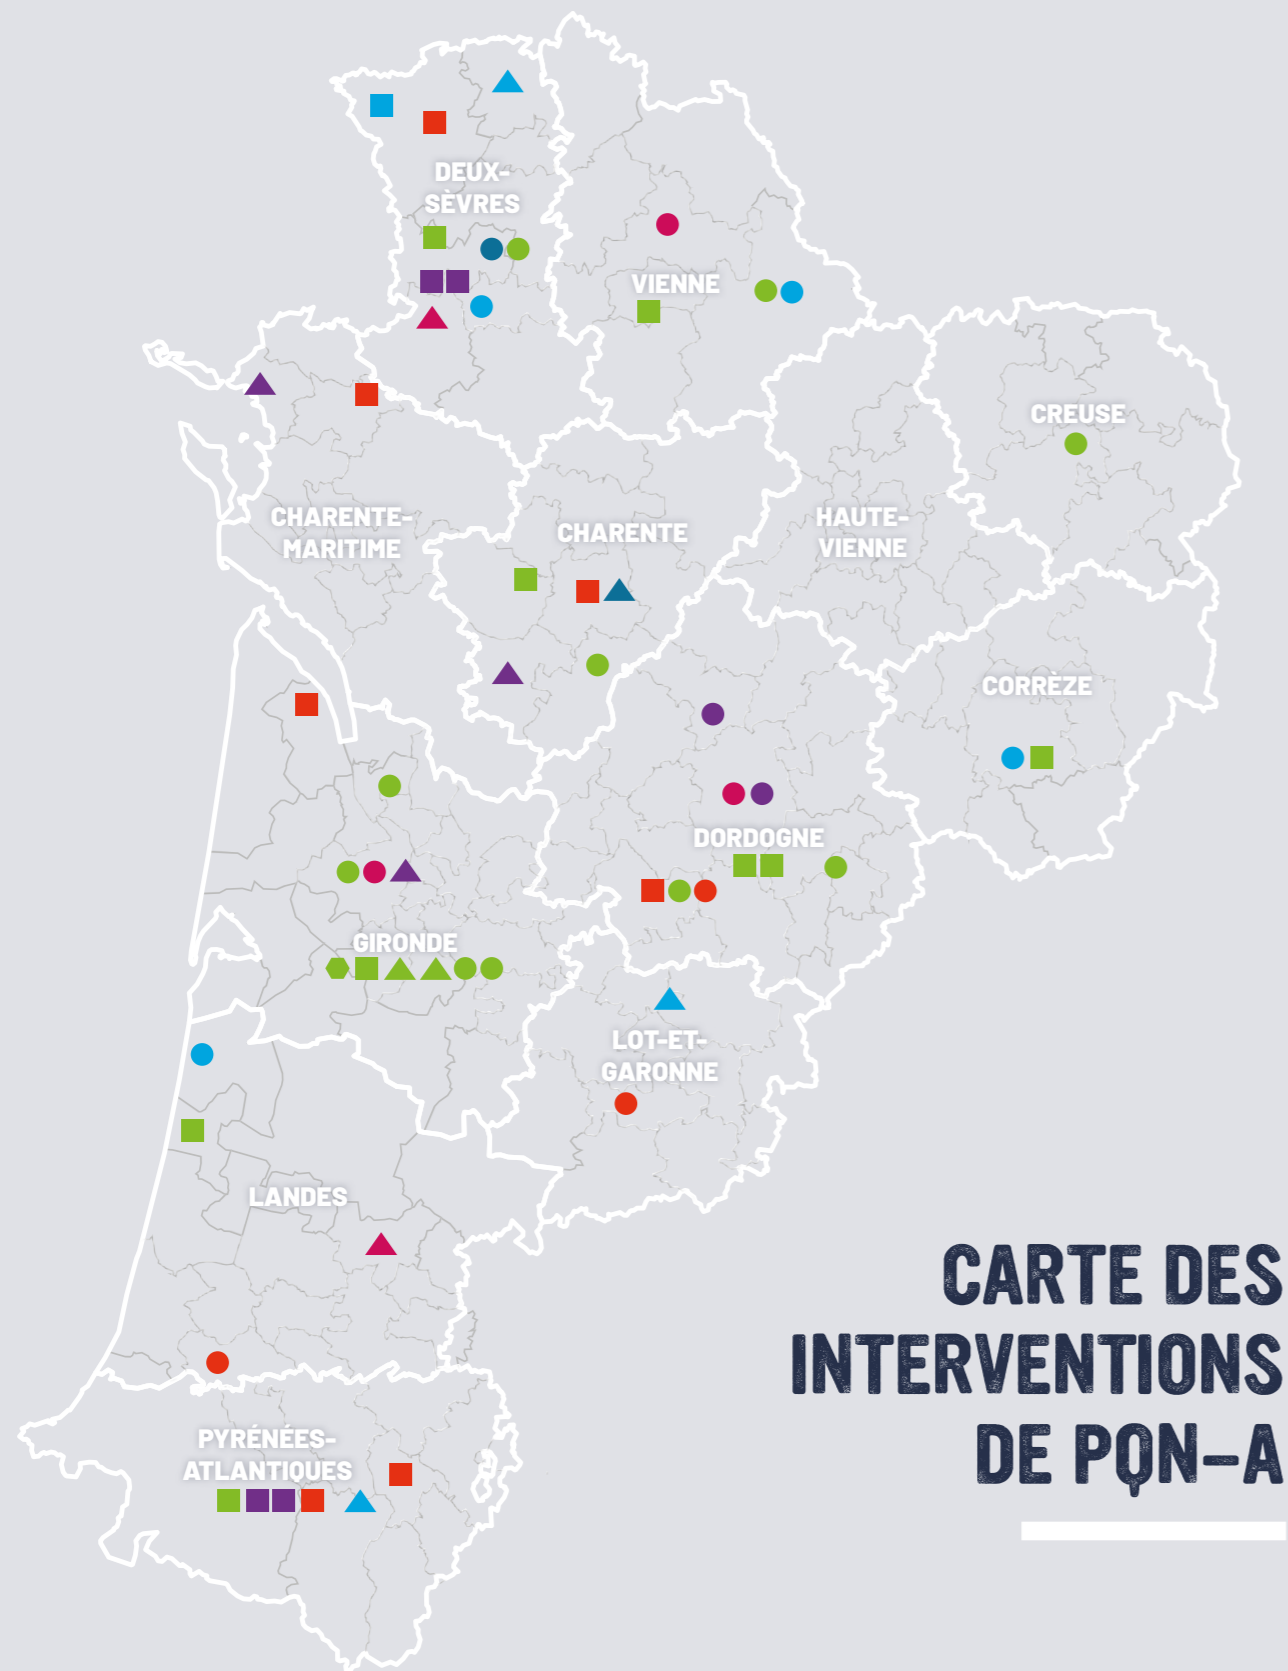 DEUX-
SÈVRES
VIENNE
CREUSE
CHARENTE-
MARITIME
CHARENTE
HAUTE-
VIENNE
CORRÈZE
DORDOGNE
GIRONDE
LOT-ET-
GARONNE
LANDES
PYRÉNÉES-
ATLANTIQUES
CARTE DES
INTERVENTIONS
DE PQN–A